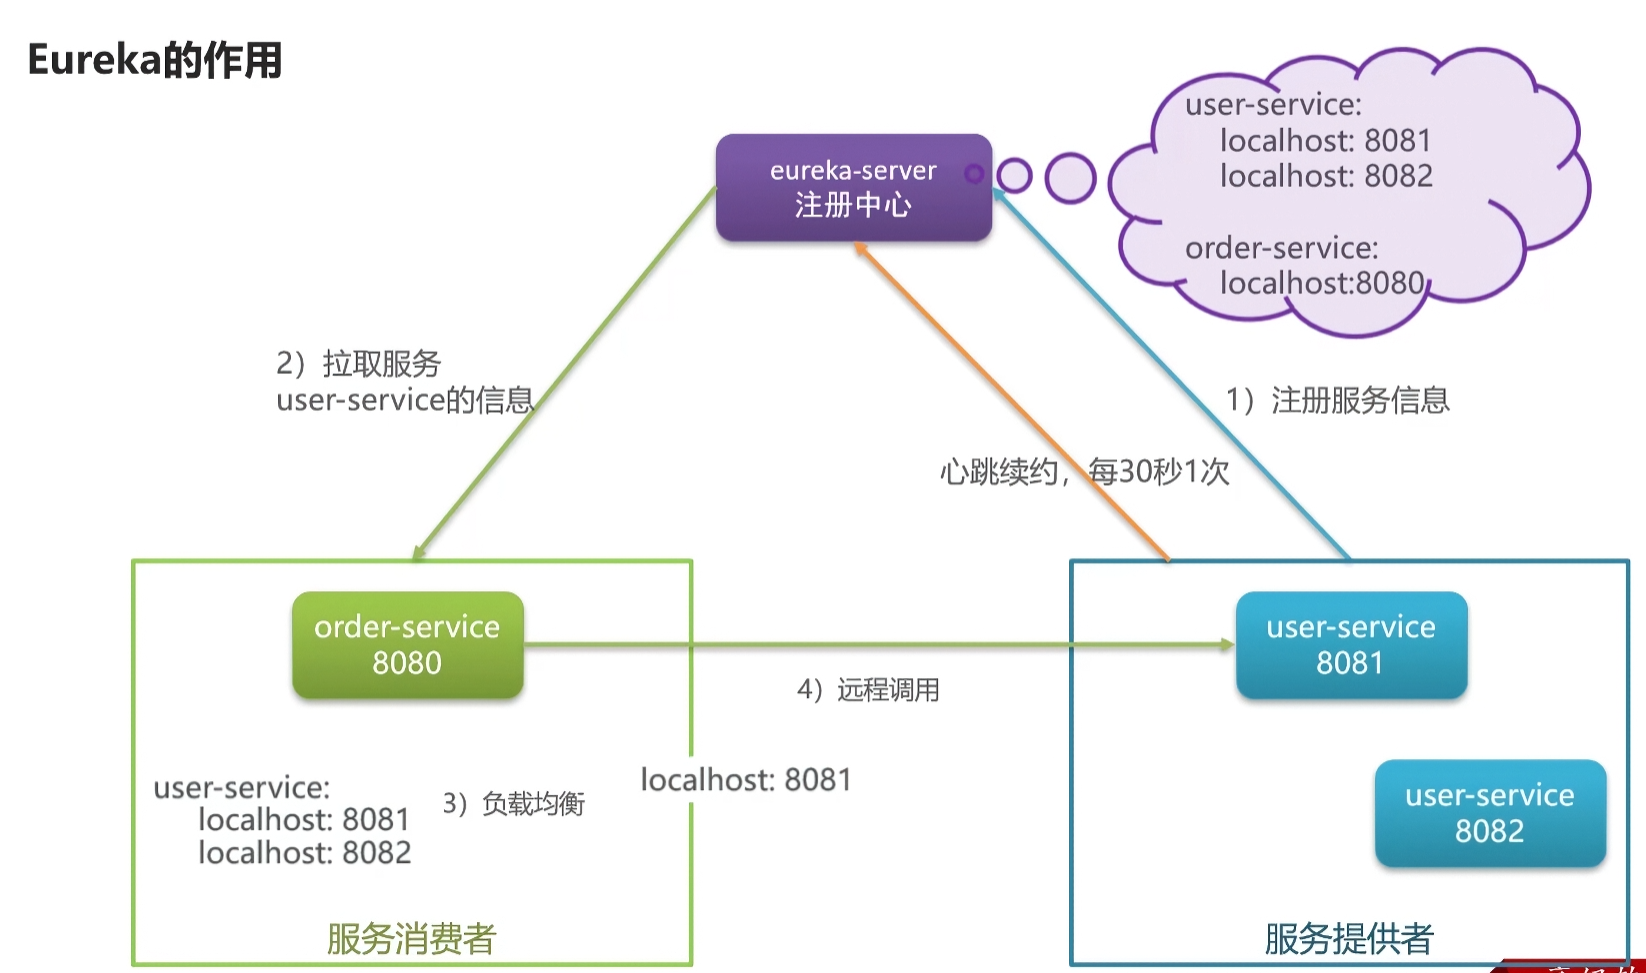 Eureka的作用
user-service:
localhost: 8081
localhost: 8082
order-service:
localhost:8080
eureka-server
注册中心
2）拉取服务
user-service的信息
1）注册服务信息
心跳续约，每30秒1次
order-service
8080
user-service
8081
4）远程调用
user-service:
localhost: 8081
localhost: 8082
3）负载均衡
localhost: 8081
user-service
8082
服务消费者
服务提供者